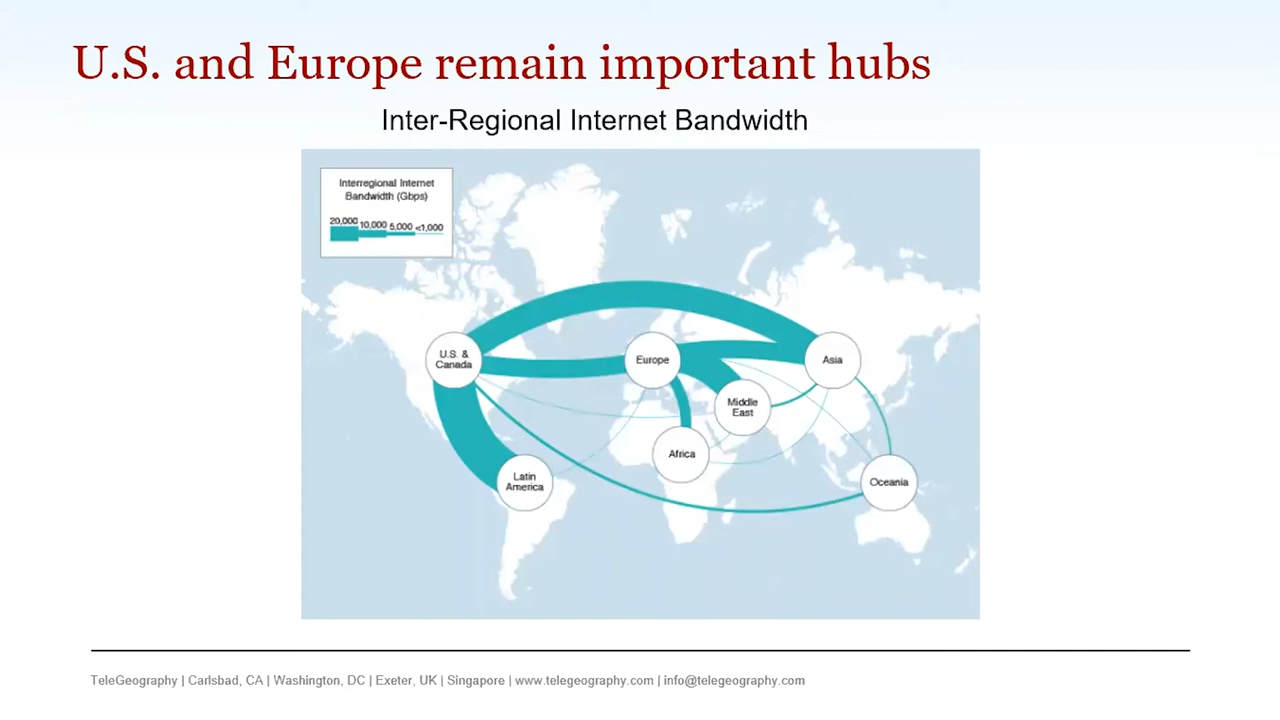 U.S. and Europe remain important hubs
Inter-Regional Internet Bandwidth
Interregional Internet
Bandwidth (Gbps)
20,000 10,000 5,000 <1,000
U.S. &
Canada
Europe
Asia
Middle
East
Africa
Latin
America
Oceania
TeleGeography | Carlsbad, CA | Washington, DC | Exeter, UK | Singapore | www.telegeography.com | info@telegeography.com